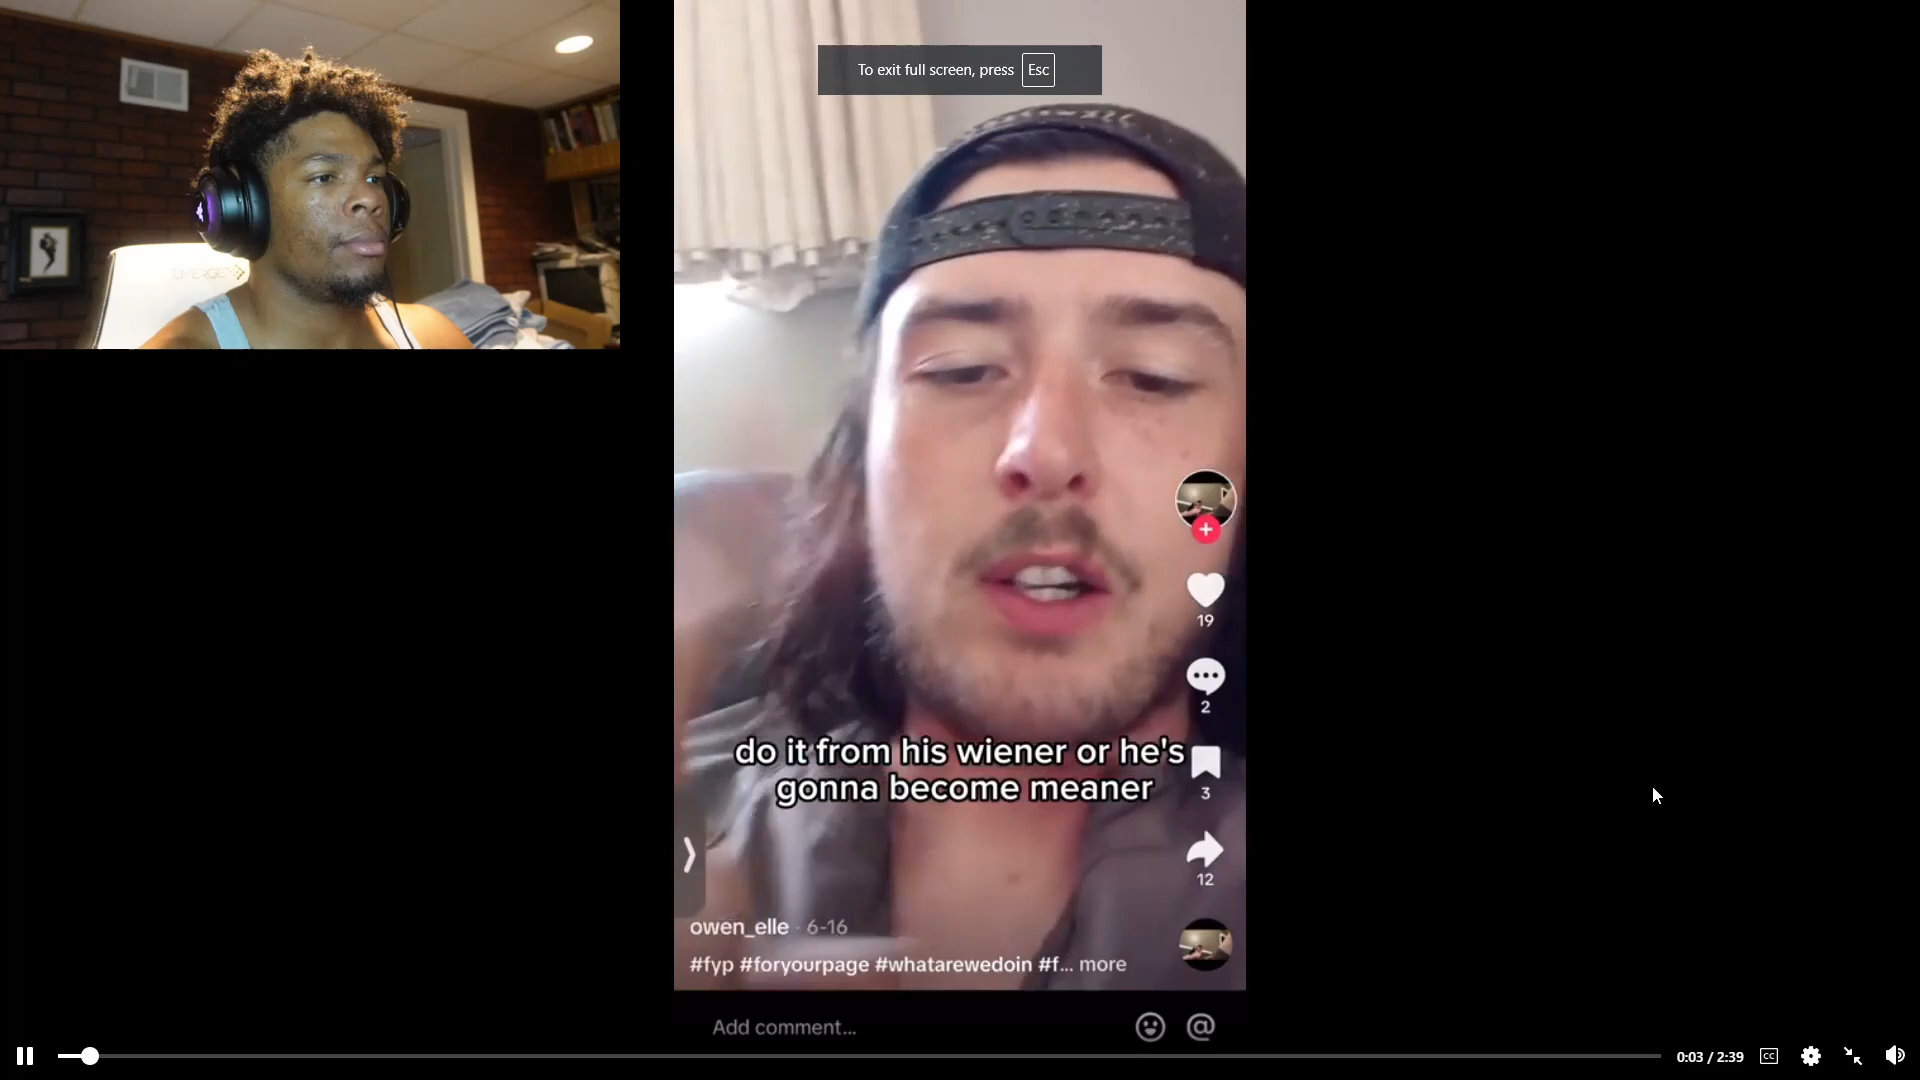 To exit full screen, press Esc
19
2
do it from his wiener or he's
gonna become meaner
3
12
owen_elle · 6-16
#fyp #foryourpage #whatarewedoin #f... more
Add comment...
0:03 / 2:39
CC